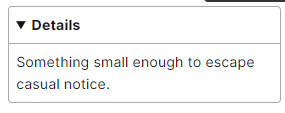 Details
Something small enough to escape
casual notice.